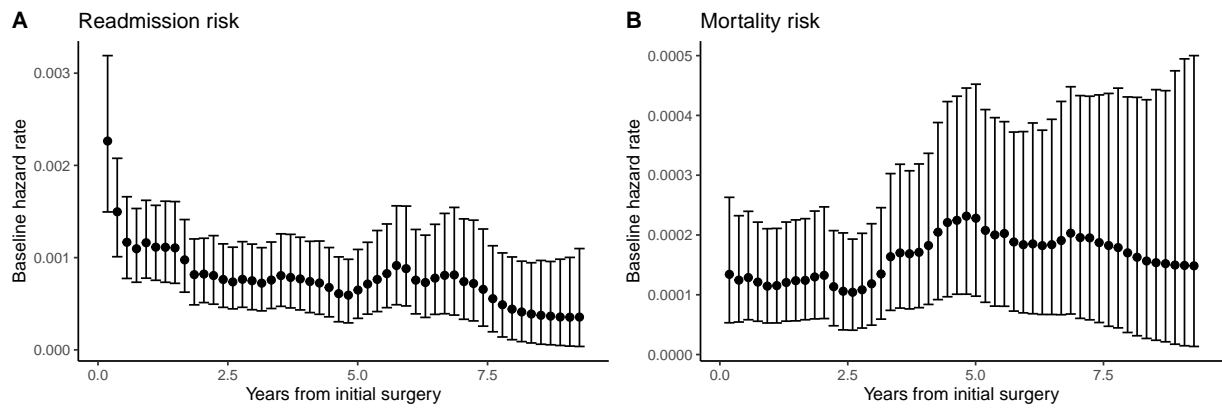 A Readmission risk
Baseline hazard rate
0.003
0.002
0.001
0.000
0.0 2.5 5.0 7.5
Years from initial surgery
B Mortality risk
Baseline hazard rate
0.0005
0.0004
0.0003
0.0002
0.0001
0.0000
0.0 2.5 5.0 7.5
Years from initial surgery